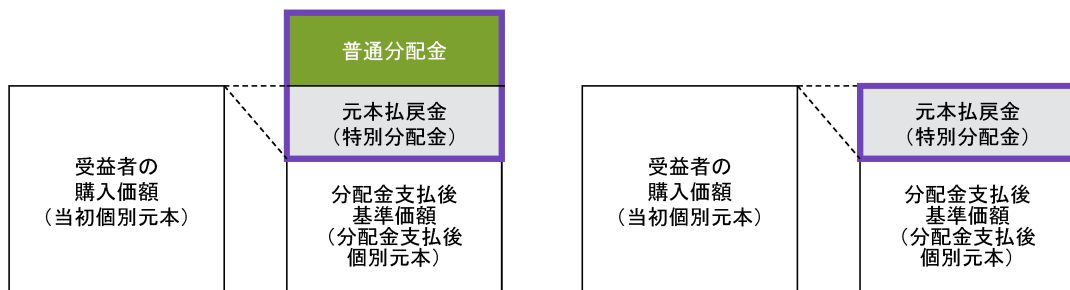 普通分配金
元本払戻金
（特別分配金）
受益者の
購入価額
（当初個別元本）
分配金支払後
基準価額
（分配金支払後
個別元本）
元本払戻金
（特別分配金）
受益者の
購入価額
（当初個別元本）
分配金支払後
基準価額
（分配金支払後
個別元本）